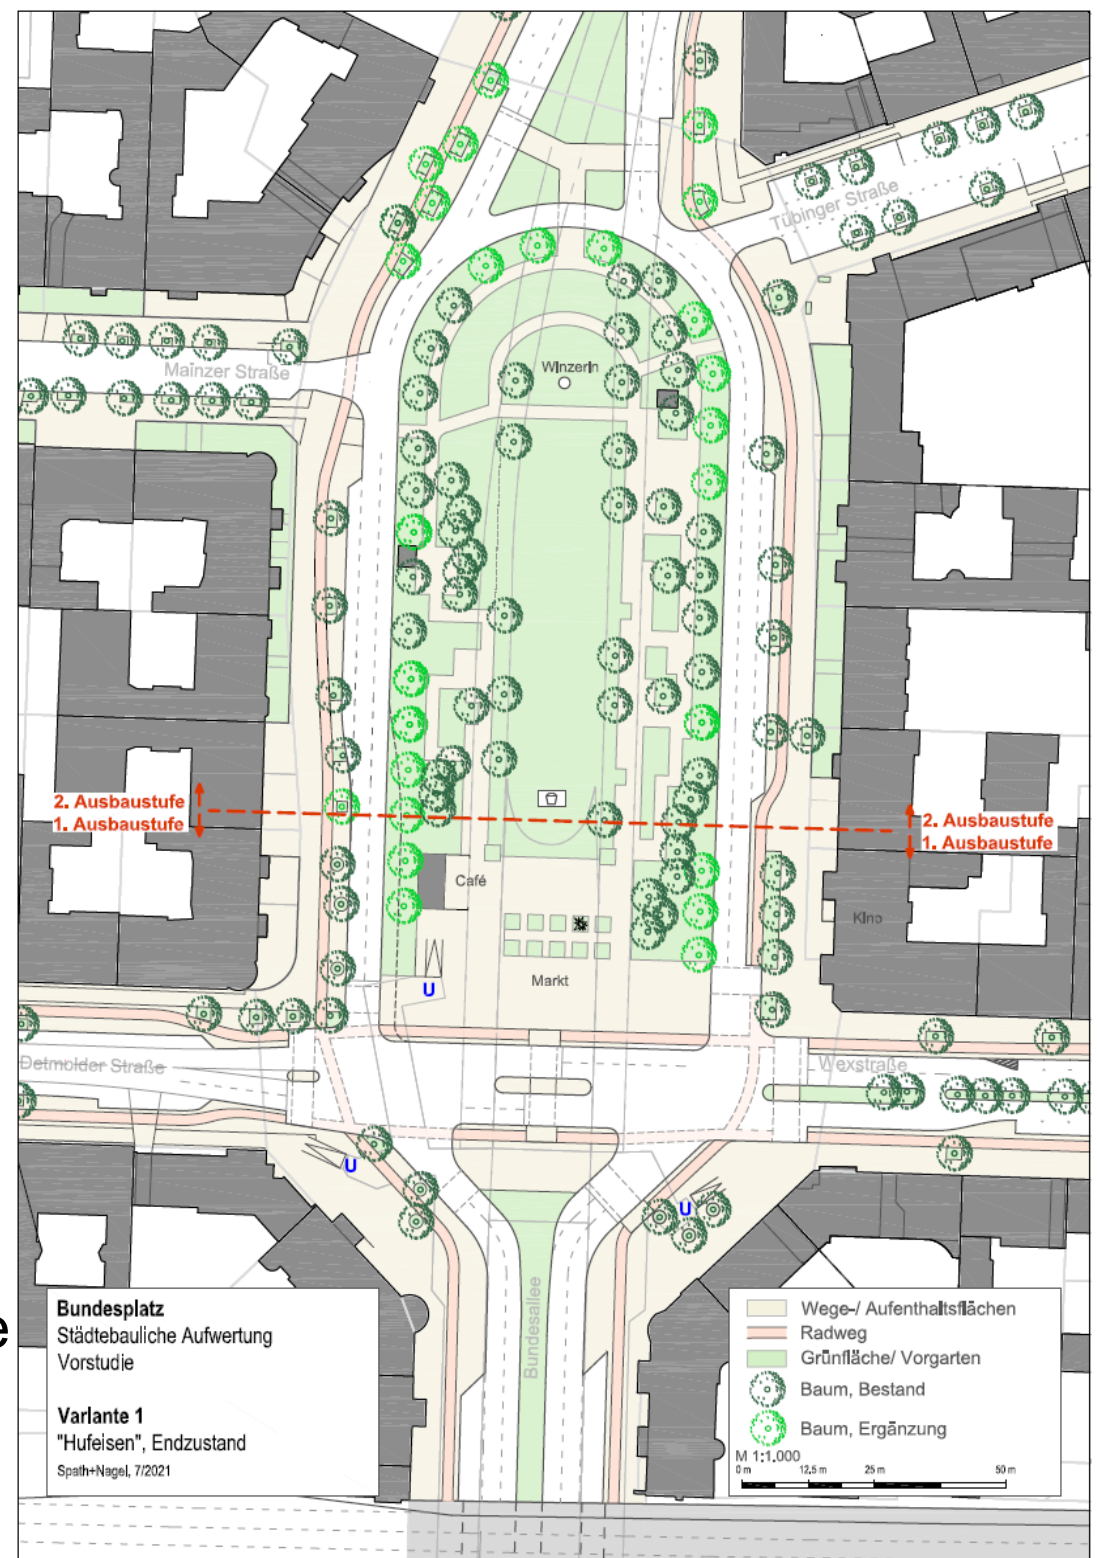 Tübinger Straße
Winzerin
Mainzer Straße
2. Ausbaustufe
1. Ausbaustufe
2. Ausbaustufe
1. Ausbaustufe
Café
Kino
Markt
U
Detmolder Straße
Wexstraße
U
U
Bundesallee
e
Bundesplatz
Städtebauliche Aufwertung
Vorstudie
Variante 1
"Hufeisen", Endzustand
Spath+Nagel, 7/2021
Wege-/ Aufenthaltsflächen
Radweg
Grünfläche/ Vorgarten
Baum, Bestand
Baum, Ergänzung
M 1:1.000
0 m 12,5 m 25 m 50 m